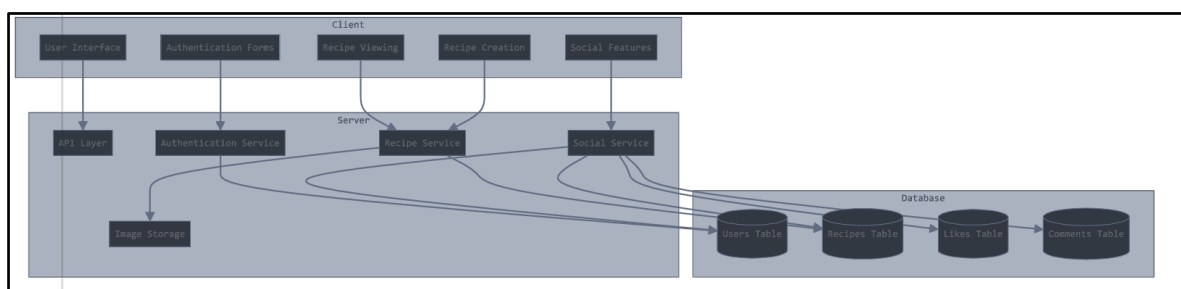 Client
User Interface
Authentication Forms
Recipe Viewing
Recipe Creation
Social Features
Server
API Layer
Authentication Service
Recipe Service
Social Service
Image Storage
Database
Users Table
Recipes Table
Likes Table
Comments Table